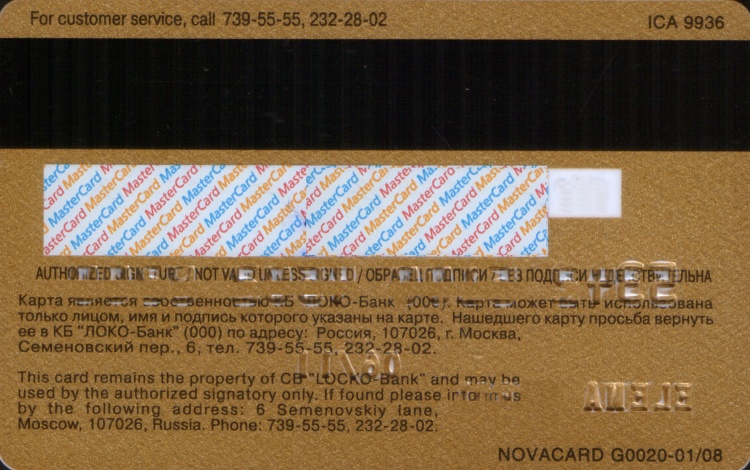 For customer service, call 739-55-55, 232-28-02
ICA 9936
MasterCard MasterCard MasterCard MasterCard
AUTHORIZED SIGNATURE - NOT VALID UNLESS SIGNED / ОБРАЗЕЦ ПОДПИСИ - БЕЗ ПОДПИСИ НЕДЕЙСТВИТЕЛЬНА
Карта является собственностью КБ "ЛОКО-Банк" (ООО). Карта может быть использована
только лицом, имя и подпись которого указаны на карте. Нашедшего карту просьба вернуть
ее в КБ "ЛОКО-Банк" (ООО) по адресу: Россия, 107026, г. Москва,
Семеновский пер., 6, тел. 739-55-55, 232-28-02.
This card remains the property of CB "LOCKO-Bank" and may be
used by the authorized signatory only. If found please inform us
by the following address: 6 Semenovskiy lane,
Moscow, 107026, Russia. Phone: 739-55-55, 232-28-02.
NOVACARD G0020-01/08